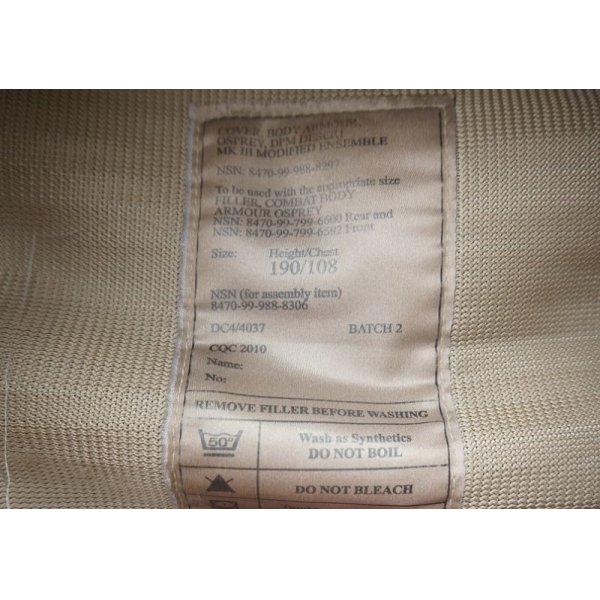 COVER, BODY ARMOUR,
OSPREY, DPM DESERT
MK III MODIFIED ENSEMBLE
NSN: 8470-99-988-8297
To be used with the appropriate size
FILLER, COMBAT BODY
ARMOUR OSPREY
NSN: 8470-99-799-6600 Rear and
NSN: 8470-99-799-6582 Front
Size: Height/Chest
190/108
NSN (for assembly item)
8470-99-988-8306
DC4/4037 BATCH 2
CQC 2010
Name:
No:
REMOVE FILLER BEFORE WASHING
50° Wash as Synthetics
DO NOT BOIL
DO NOT BLEACH